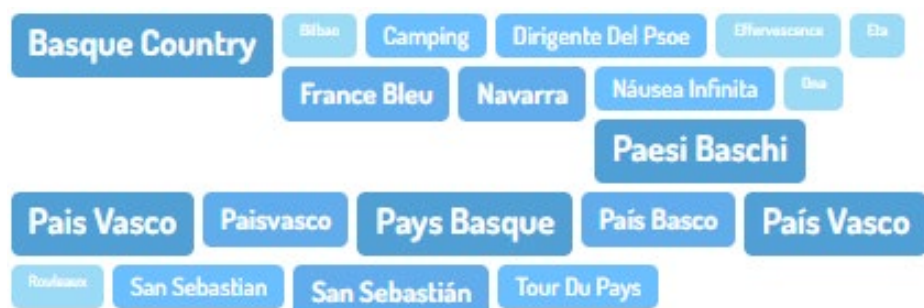 Basque Country Bilbao Camping Dirigente Del Psoe Effervescence Eta
France Bleu Navarra Náusea Infinita Ona
Paesi Baschi
Pais Vasco Paisvasco Pays Basque País Basco País Vasco
Rouleaux San Sebastian San Sebastián Tour Du Pays